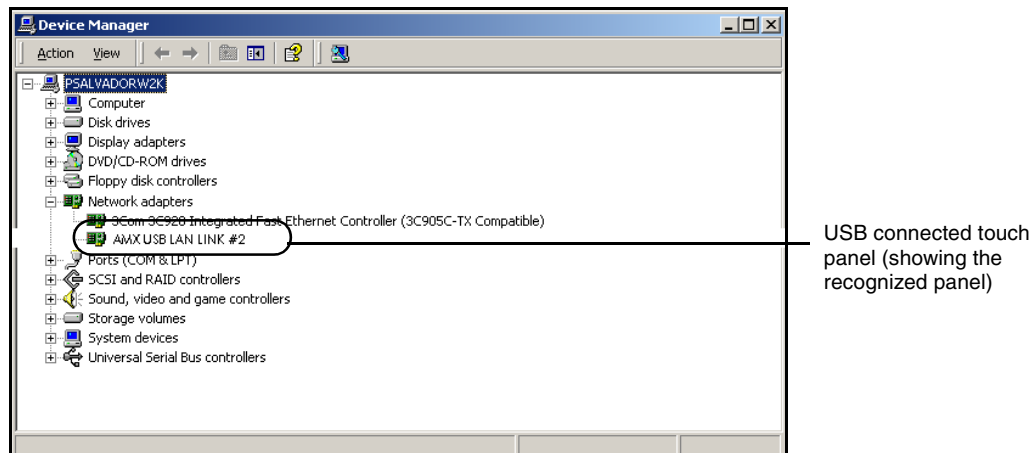 Device Manager
Action View
PSALVADORW2K
Computer
Disk drives
Display adapters
DVD/CD-ROM drives
Floppy disk controllers
Network adapters
3Com 3C920 Integrated Fast Ethernet Controller (3C905C-TX Compatible)
AMX USB LAN LINK #2
Ports (COM & LPT)
SCSI and RAID controllers
Sound, video and game controllers
Storage volumes
System devices
Universal Serial Bus controllers
USB connected touch
panel (showing the
recognized panel)